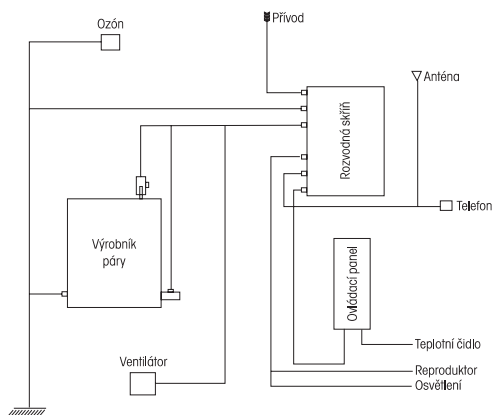 Ozón
Přívod
Anténa
Rozvodná skříň
Telefon
Výrobník
páry
Ovládací panel
Teplotní čidlo
Ventilátor
Reproduktor
Osvětlení